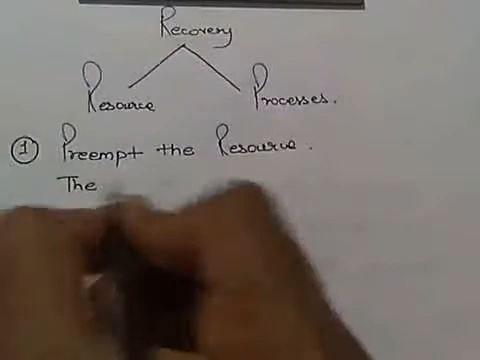 Recovery
Resource Processes.
① Preempt the Resource.
The